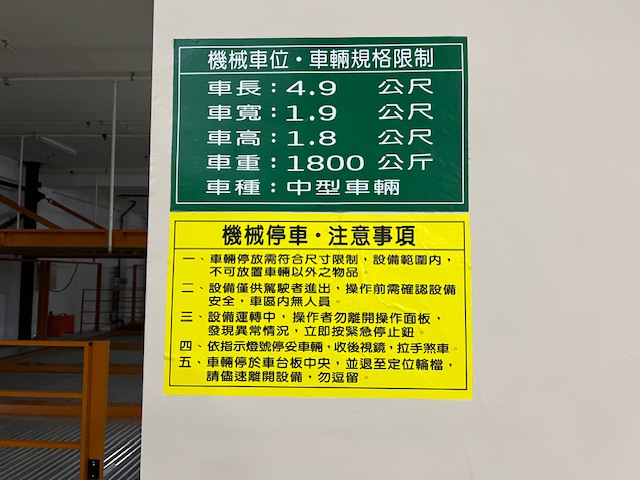 機械車位・車輛規格限制
車長：4.9 公尺
車寬：1.9 公尺
車高：1.8 公尺
車重：1800 公斤
車種：中型車輛
機械停車・注意事項
一、車輛停放需符合尺寸限制，設備範圍內，
不可放置車輛以外之物品。
二、設備僅供駕駛者進出，操作前需確認設備
安全，車區內無人員。
三、設備運轉中，操作者勿離開操作面板，
發現異常情況，立即按緊急停止鈕。
四、依指示燈號停妥車輛，收後視鏡，拉手煞車。
五、車輛停於車台板中央，並退至定位輪檔，
請儘速離開設備，勿逗留。